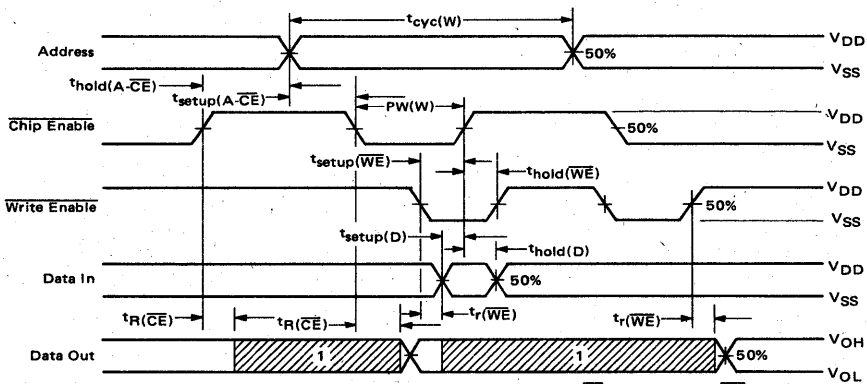 tcyc(W)
Address
50%
VDD
VSS
thold(A-CE)
tsetup(A-CE)
PW(W)
Chip Enable
50%
VDD
VSS
tsetup(WE)
thold(WE)
Write Enable
50%
VDD
VSS
tsetup(D)
thold(D)
Data In
50%
VDD
VSS
tR(CE)
tR(CE)
tr(WE)
tr(WE)
Data Out
1
1
50%
VOH
VOL